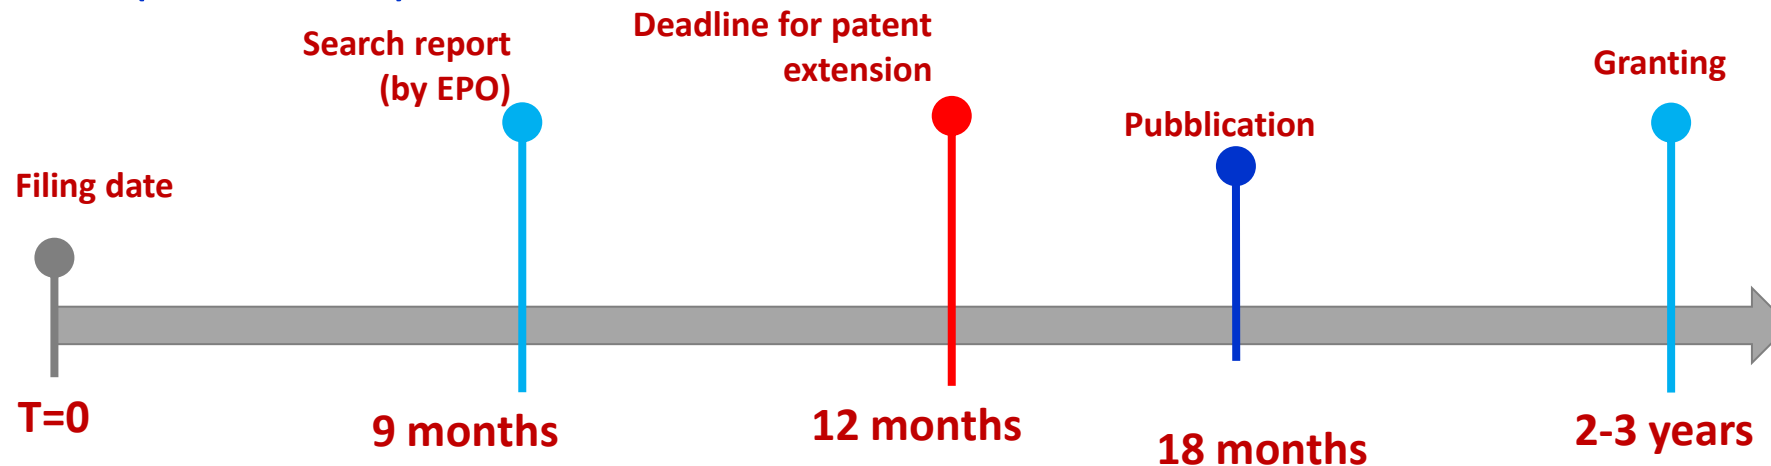 Search report
(by EPO)
Deadline for patent
extension
Granting
Pubblication
Filing date
T=0
9 months
12 months
18 months
2-3 years